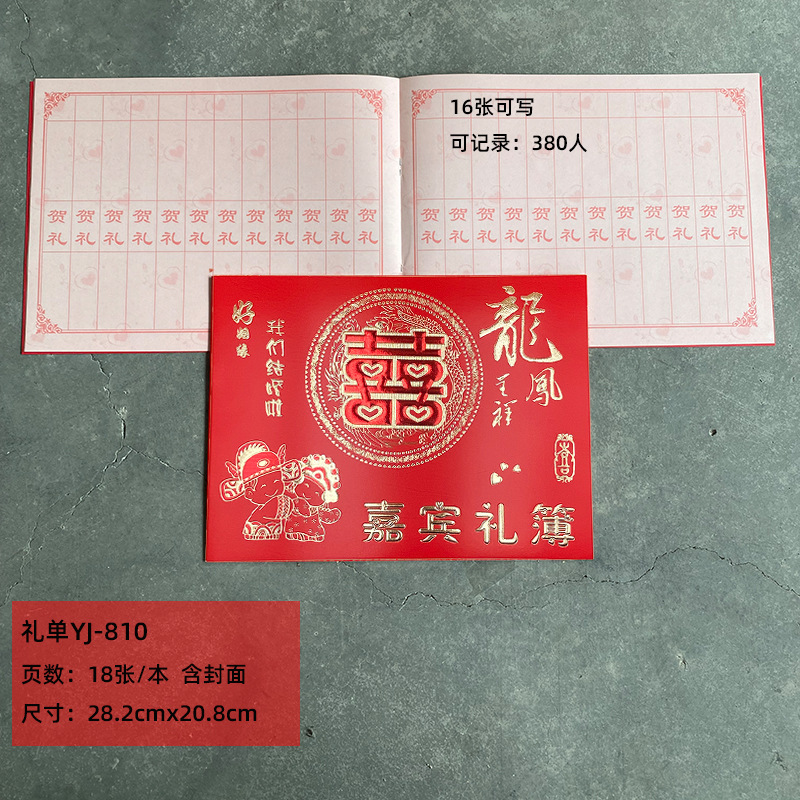 16张可写
可记录：380人
贺礼 贺礼 贺礼 贺礼 贺礼 贺礼 贺礼 贺礼 贺礼 贺礼 贺礼 贺礼
贺礼 贺礼 贺礼 贺礼 贺礼 贺礼 贺礼 贺礼 贺礼 贺礼 贺礼 贺礼
好姻缘
我们结婚啦
囍
龍鳳呈祥
喜
嘉宾礼簿
礼单YJ-810
页数：18张/本 含封面
尺寸：28.2cmx20.8cm